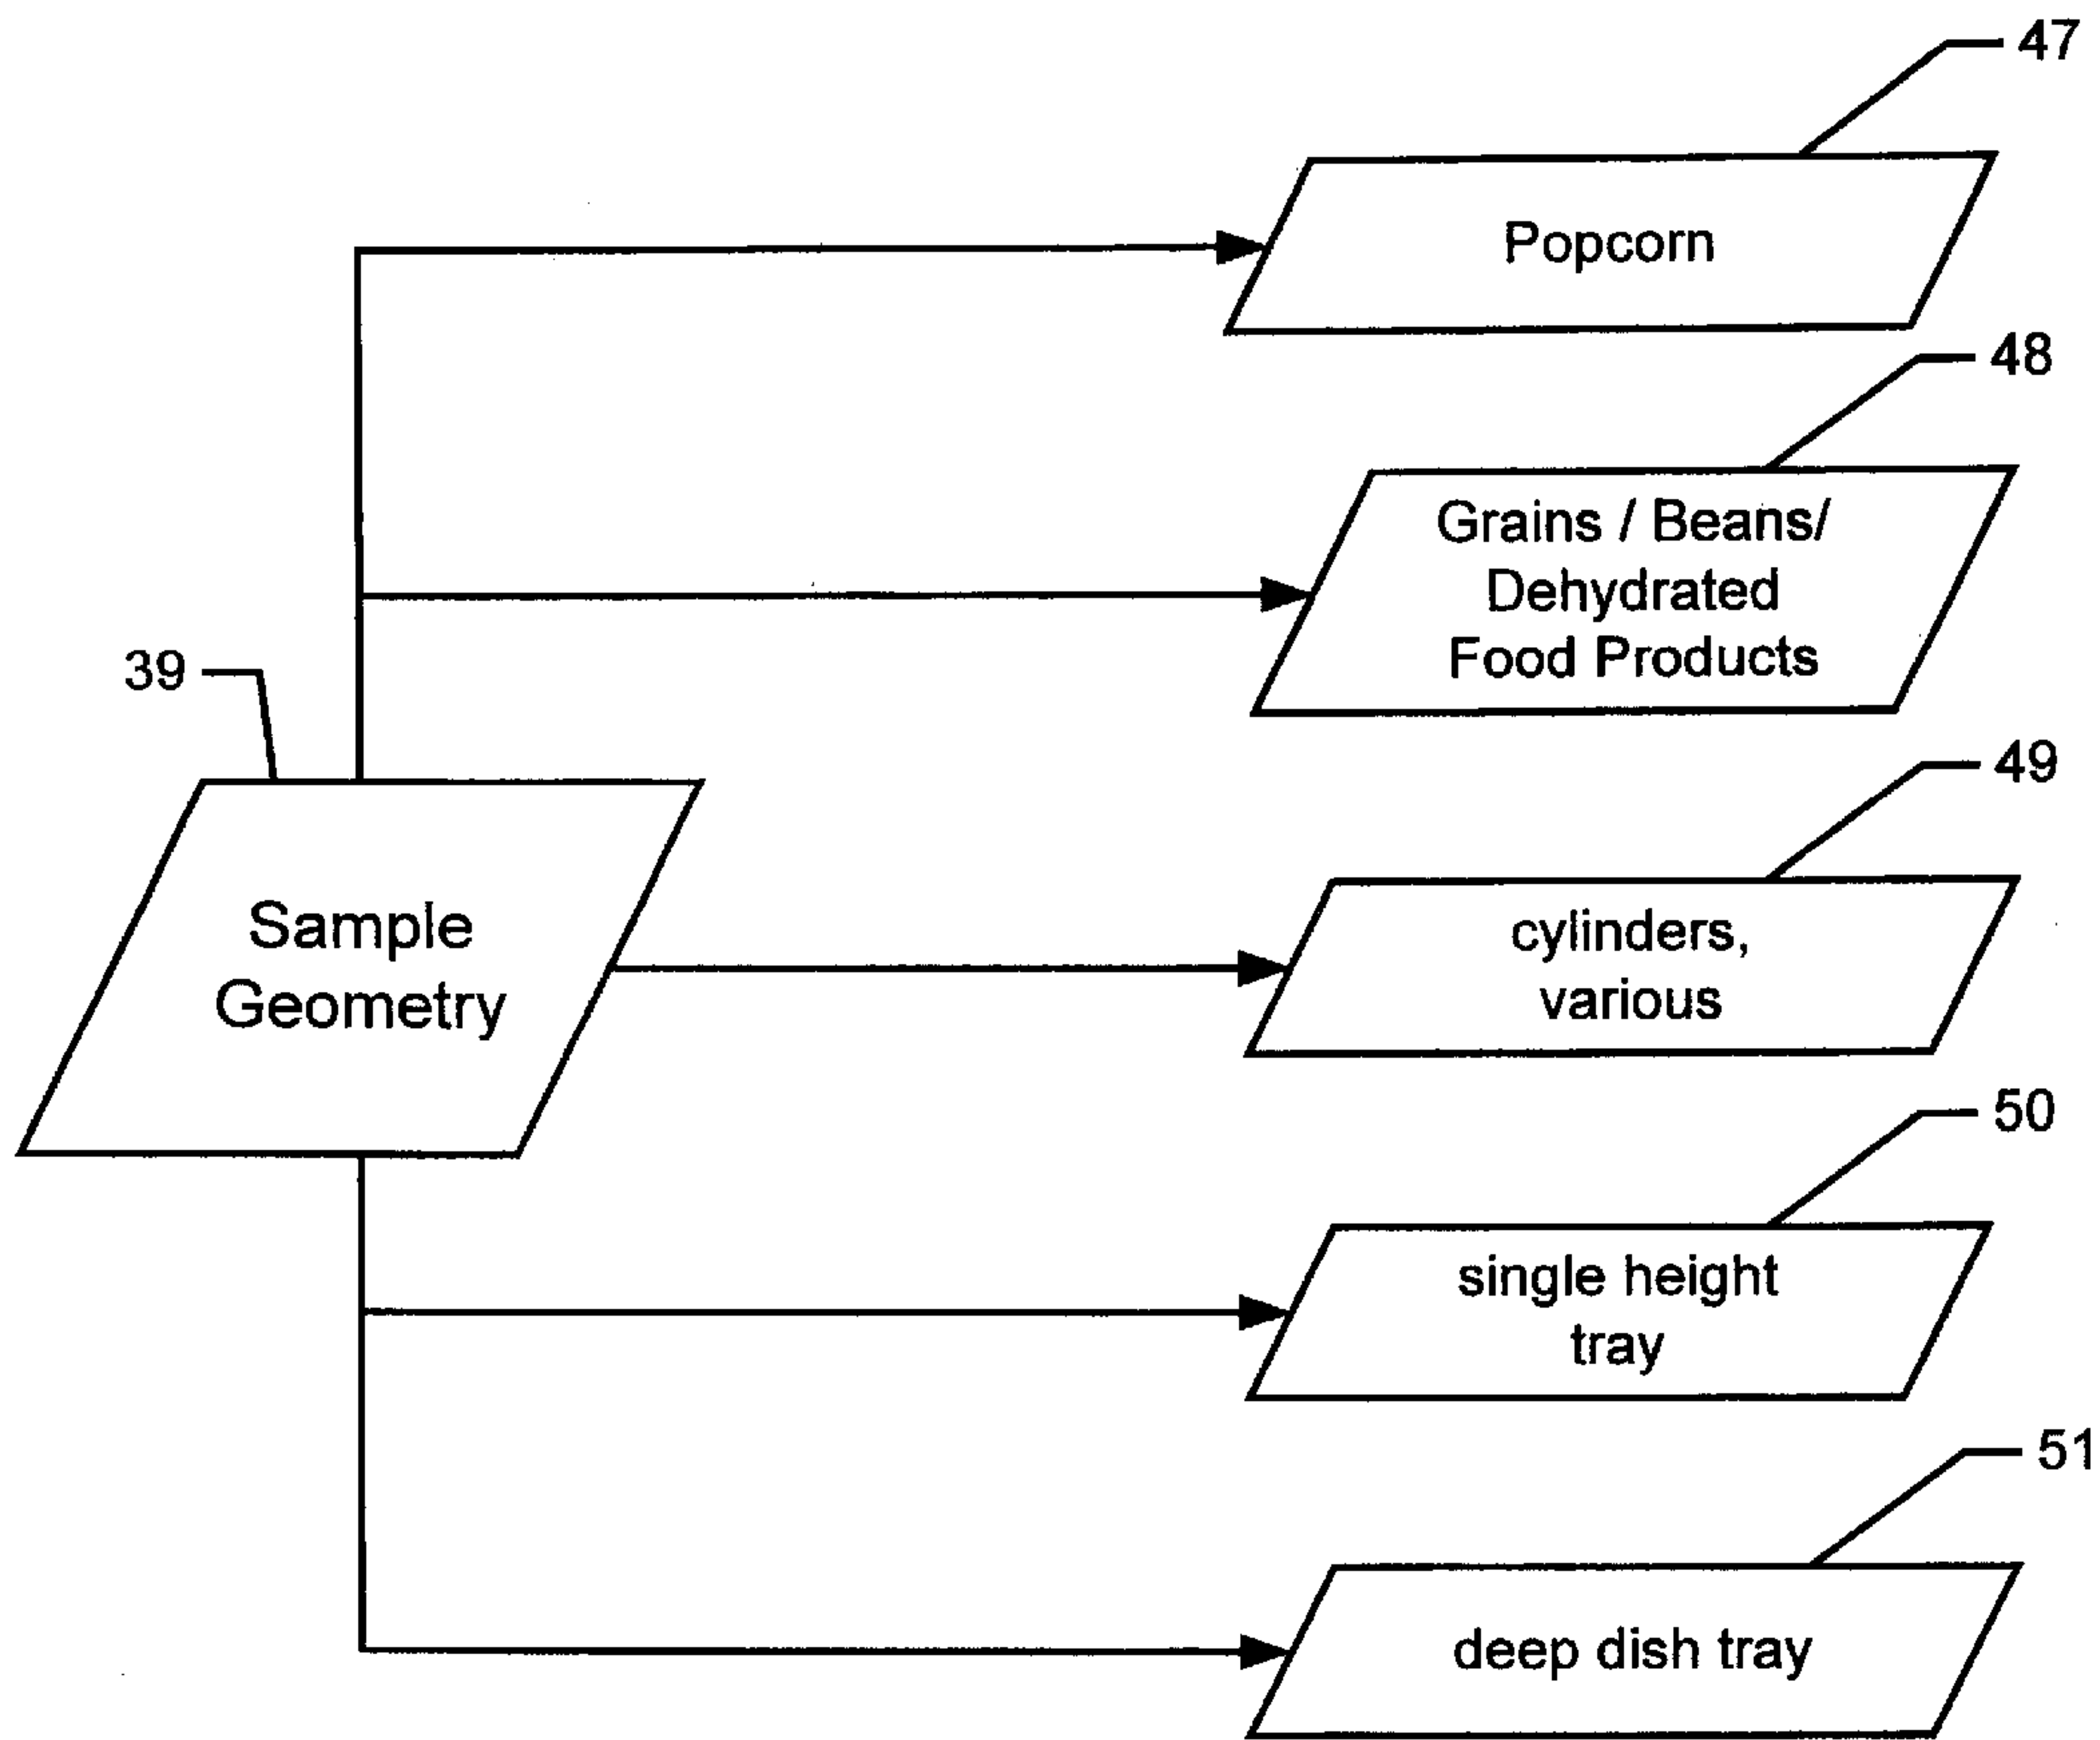 47
Popcorn
48
Grains / Beans/
Dehydrated
Food Products
39
Sample
Geometry
49
cylinders,
various
50
single height
tray
51
deep dish tray